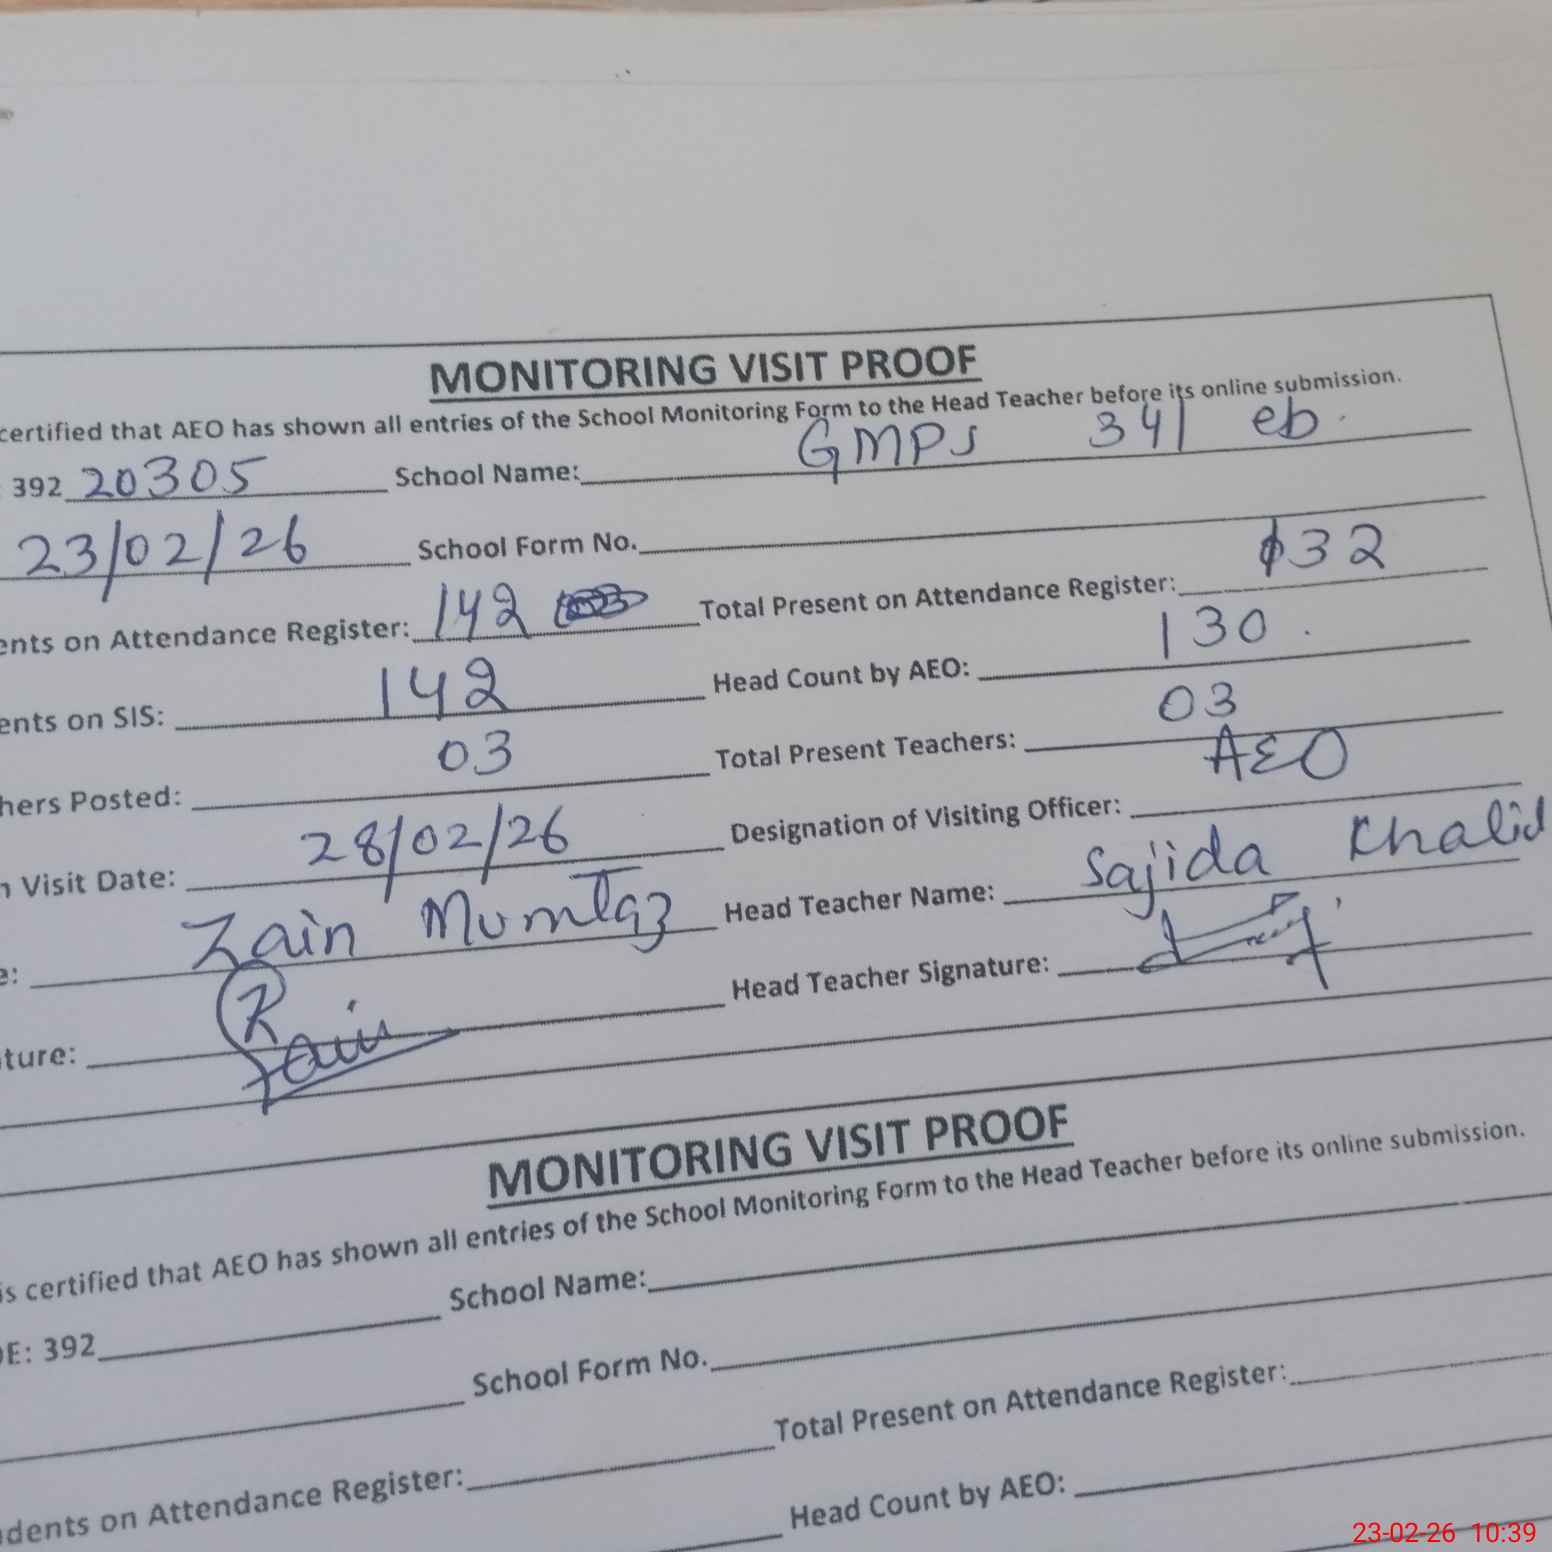 MONITORING VISIT PROOF
certified that AEO has shown all entries of the School Monitoring Form to the Head Teacher before its online submission.
392 20305 School Name: GMPS 341 eb.
23/02/26 School Form No.
ents on Attendance Register: 142 Total Present on Attendance Register: 132
ents on SIS: 142 Head Count by AEO: 130.
hers Posted: 03 Total Present Teachers: 03
n Visit Date: 28/02/26 Designation of Visiting Officer: AEO
e: Zain Mumtaz Head Teacher Name: Sajida Khalid
ture: Zain Head Teacher Signature:
MONITORING VISIT PROOF
is certified that AEO has shown all entries of the School Monitoring Form to the Head Teacher before its online submission.
DE: 392 School Name:
School Form No.
dents on Attendance Register: Total Present on Attendance Register:
Head Count by AEO:
23-02-26 10:39